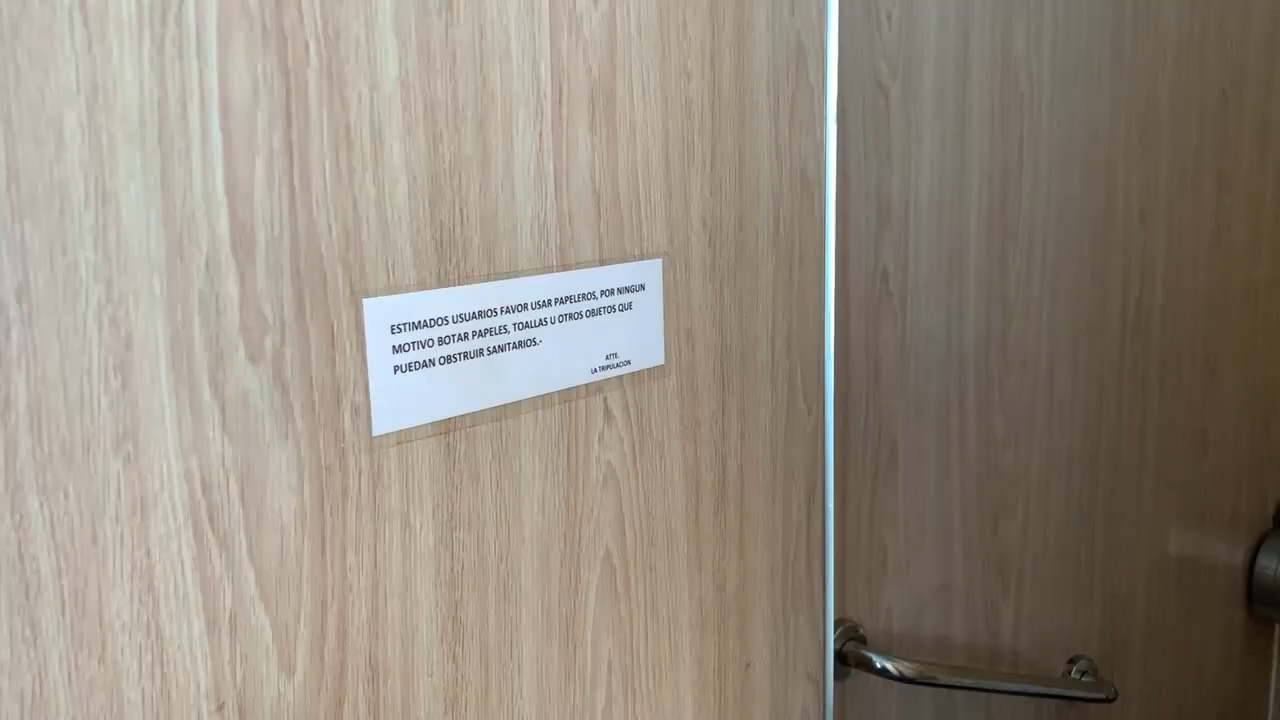 ESTIMADOS USUARIOS FAVOR USAR PAPELEROS, POR NINGUN
MOTIVO BOTAR PAPELES, TOALLAS U OTROS OBJETOS QUE
PUEDAN OBSTRUIR SANITARIOS.-
ATTE.
LA TRIPULACION